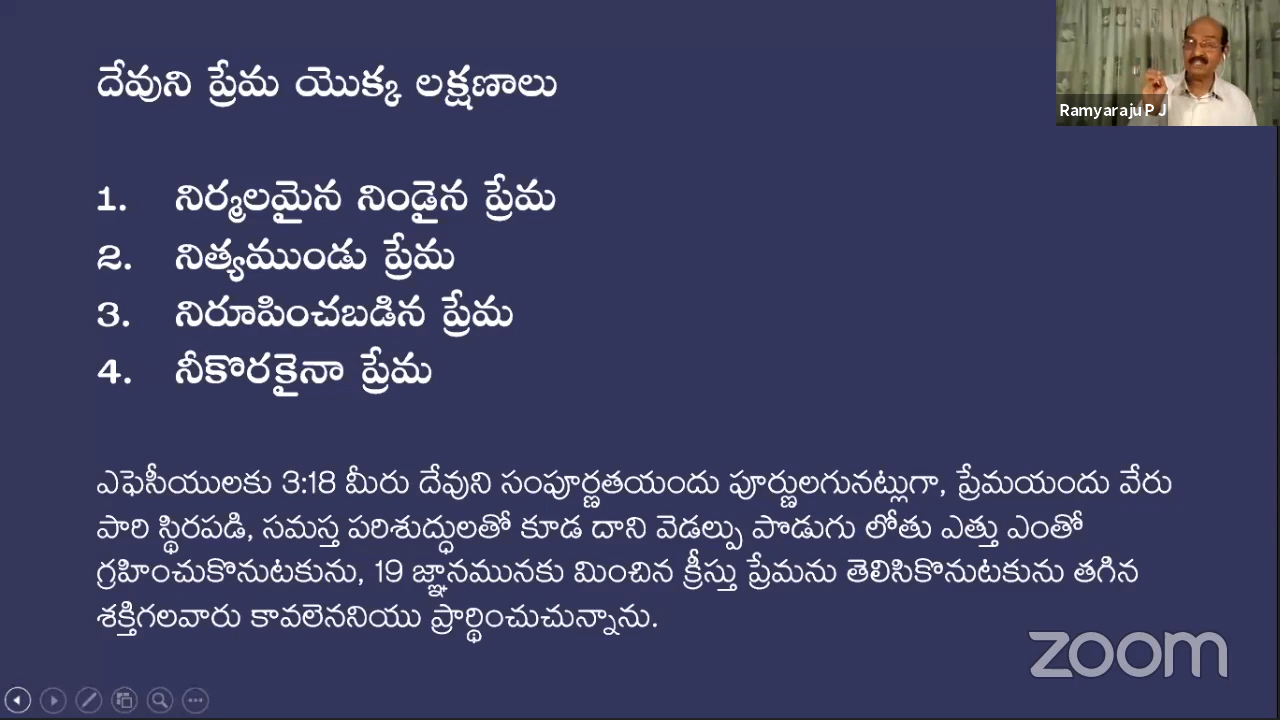 దేవుని ప్రేమ యొక్క లక్షణాలు
1. నిర్మలమైన నిండైన ప్రేమ
2. నిత్యముండు ప్రేమ
3. నిరూపించబడిన ప్రేమ
4. నీకొరకైనా ప్రేమ
ఎఫెసీయులకు 3:18 మీరు దేవుని సంపూర్ణతయందు పూర్ణులగునట్లుగా, ప్రేమయందు వేరు
పారి స్థిరపడి, సమస్త పరిశుద్ధులతో కూడ దాని వెడల్పు పొడుగు లోతు ఎత్తు ఎంతో
గ్రహించుకొనుటకును, 19 జ్ఞానమునకు మించిన క్రీస్తు ప్రేమను తెలిసికొనుటకును తగిన
శక్తిగలవారు కావలెననియు ప్రార్థించుచున్నాను.
Ramyaraju P J
zoom